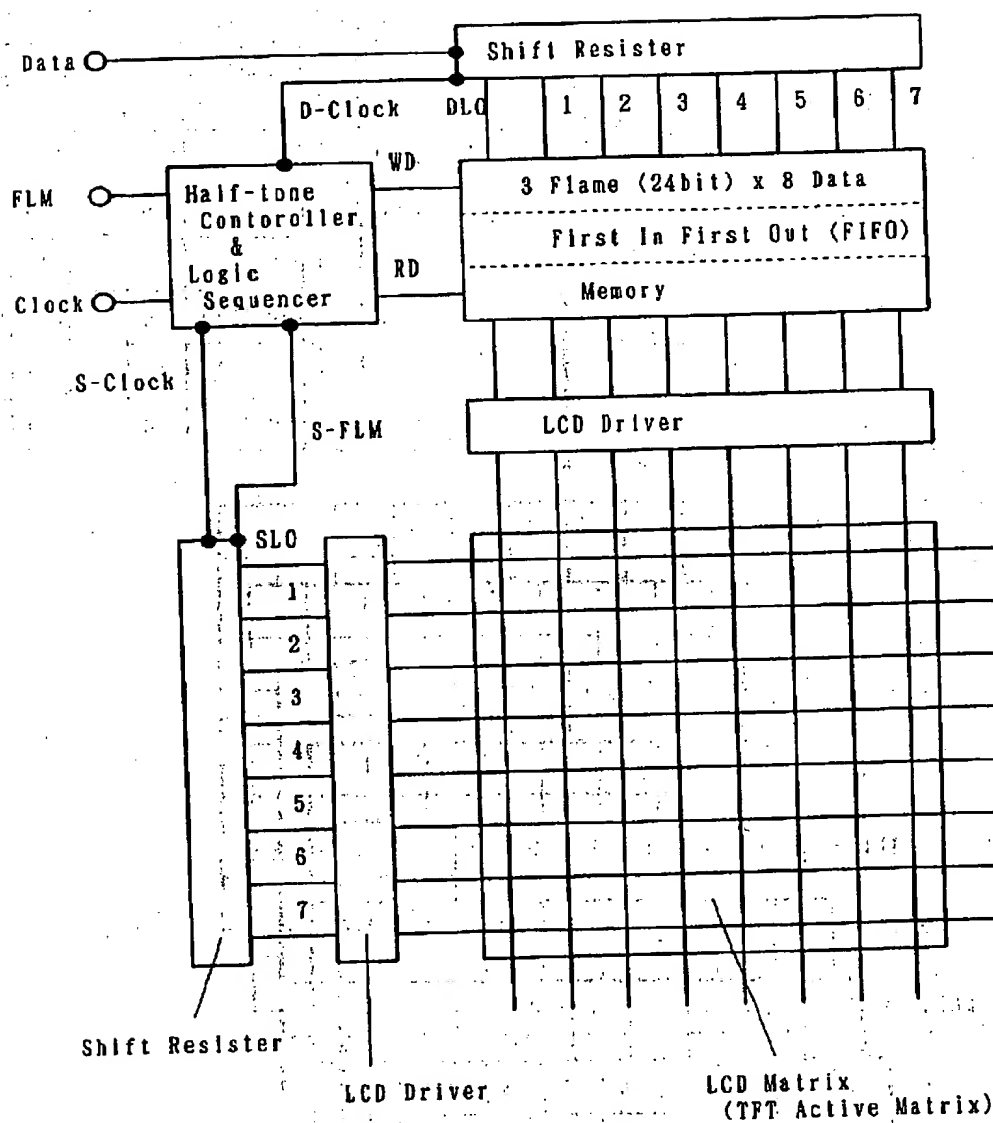 Shift Resister
Data
D-Clock
DL0
1 2 3 4 5 6 7
WD
FLM
Half-tone
Contoroller
&
Logic
Sequencer
3 Flame (24bit) x 8 Data
First In First Out (FIFO)
Memory
RD
Clock
S-Clock
S-FLM
LCD Driver
SL0
1
2
3
4
5
6
7
Shift Resister
LCD Driver
LCD Matrix
(TFT Active Matrix)